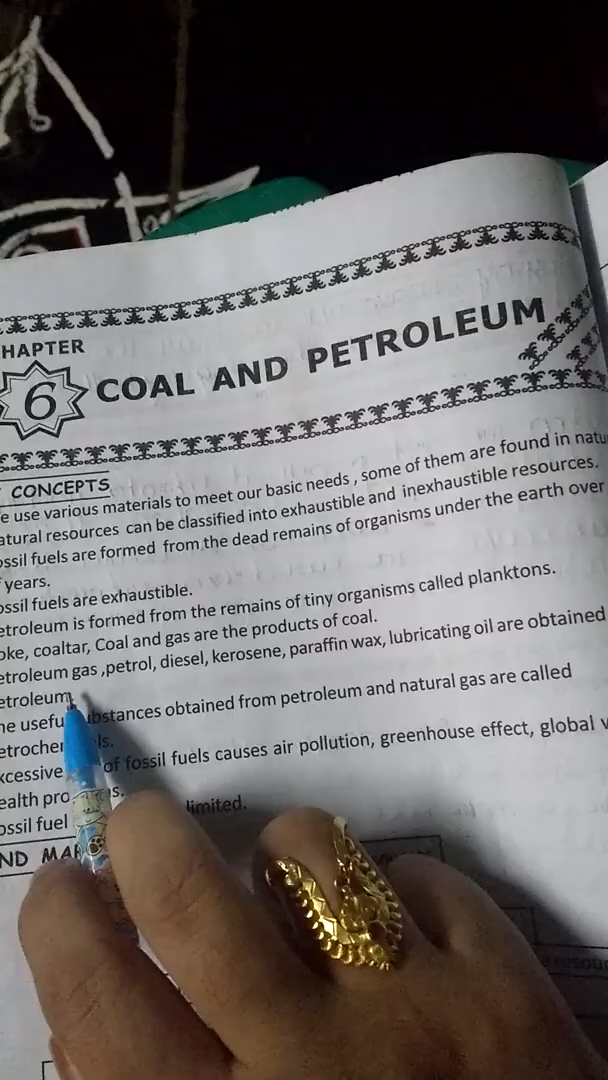 HAPTER
6 COAL AND PETROLEUM
CONCEPTS
e use various materials to meet our basic needs , some of them are found in natu
atural resources can be classified into exhaustible and inexhaustible resources.
ossil fuels are formed from the dead remains of organisms under the earth over
years.
ossil fuels are exhaustible.
etroleum is formed from the remains of tiny organisms called planktons.
oke, coaltar, Coal and gas are the products of coal.
etroleum gas ,petrol, diesel, kerosene, paraffin wax, lubricating oil are obtained
etroleum
he usefu ubstances obtained from petroleum and natural gas are called
etrochem ls.
xcessive of fossil fuels causes air pollution, greenhouse effect, global w
ealth pro s.
ossil fuel limited.
ND MA